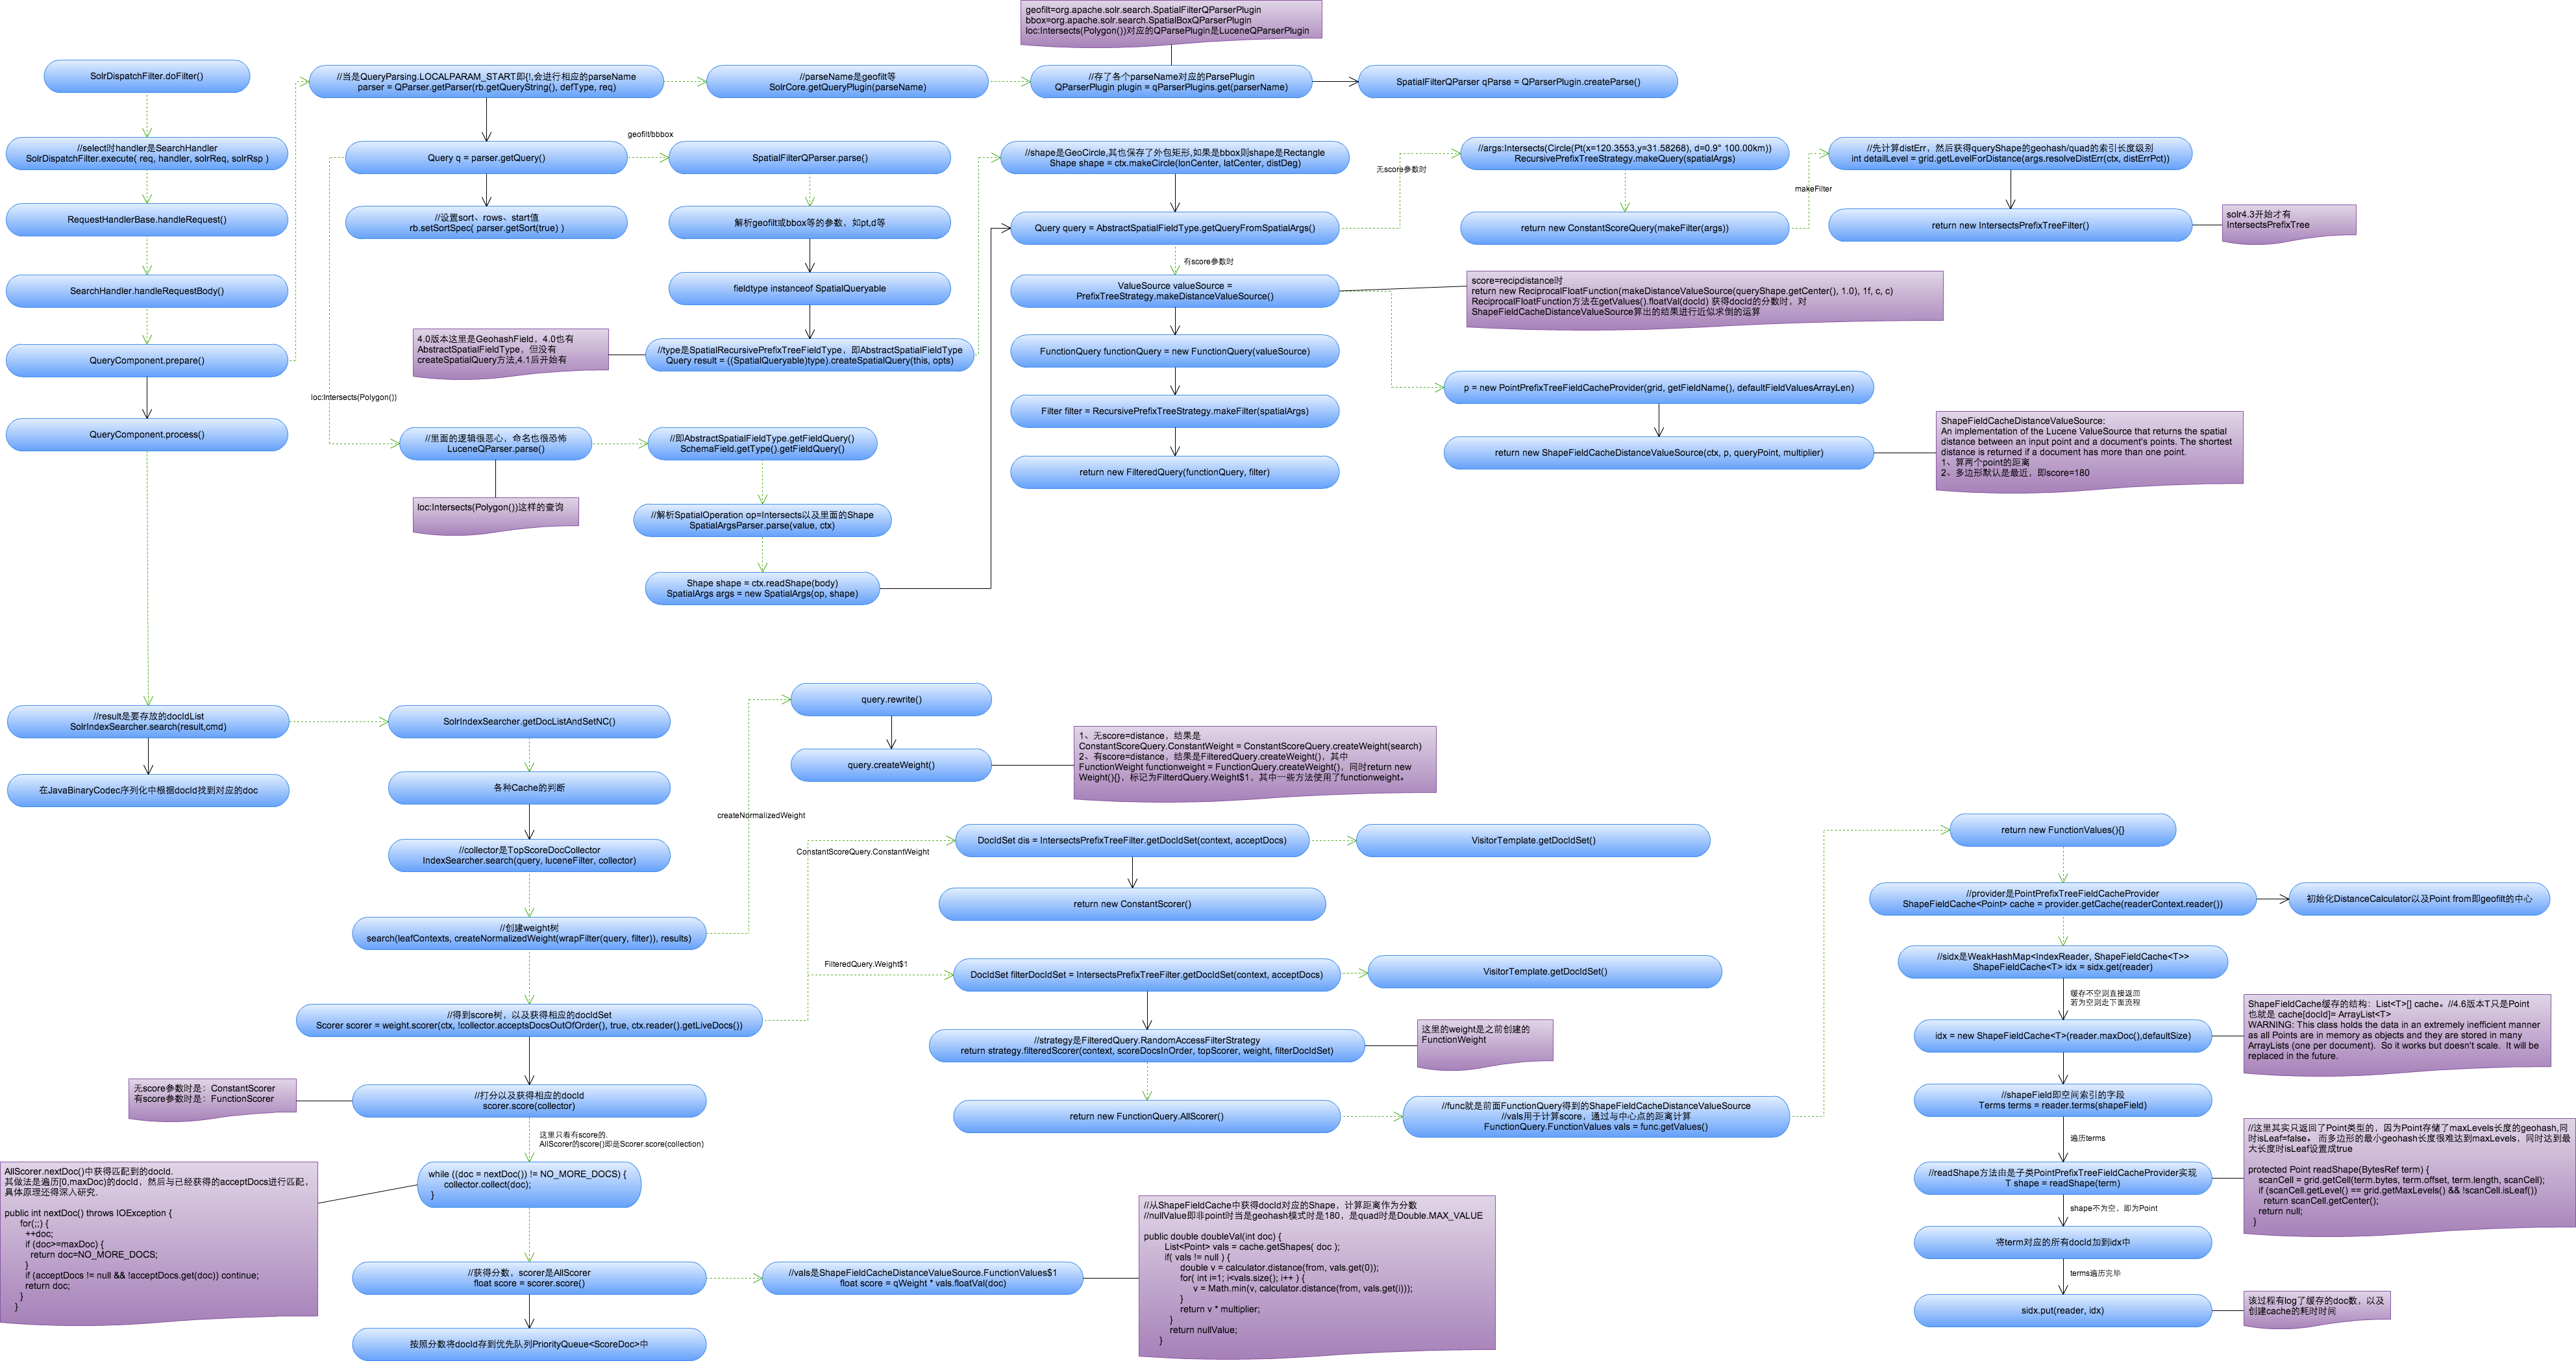 geofilt=org.apache.solr.search.SpatialFilterQParserPlugin
bbox=org.apache.solr.search.SpatialBoxQParserPlugin
loc:Intersects(Polygon())对应的QParsePlugin是LuceneQParserPlugin
SolrDispatchFilter.doFilter()
//当是QueryParsing.LOCALPARAM_START即{!,会进行相应的parseName
parser = QParser.getParser(rb.getQueryString(), defType, req)
//parseName是geofilt等
SolrCore.getQueryPlugin(parseName)
//存了各个parseName对应的ParsePlugin
QParserPlugin plugin = qParserPlugins.get(parserName)
SpatialFilterQParser qParse = QParserPlugin.createParse()
//select时handler是SearchHandler
SolrDispatchFilter.execute( req, handler, solrReq, solrRsp )
Query q = parser.getQuery()
geofilt/bbbox
SpatialFilterQParser.parse()
//shape是GeoCircle,其也保存了外包矩形,如果是bbox则shape是Rectangle
Shape shape = ctx.makeCircle(lonCenter, latCenter, distDeg)
无score参数时
//args:Intersects(Circle(Pt(x=120.3553,y=31.58268), d=0.9° 100.00km))
RecursivePrefixTreeStrategy.makeQuery(spatialArgs)
//先计算distErr，然后获得queryShape的geohash/quad的索引长度级别
int detailLevel = grid.getLevelForDistance(args.resolveDistErr(ctx, distErrPct))
makeFilter
RequestHandlerBase.handleRequest()
//设置sort、rows、start值
rb.setSortSpec( parser.getSort(true) )
解析geofilt或bbox等的参数，如pt,d等
Query query = AbstractSpatialFieldType.getQueryFromSpatialArgs()
return new ConstantScoreQuery(makeFilter(args))
return new IntersectsPrefixTreeFilter()
solr4.3开始才有
IntersectsPrefixTree
有score参数时
SearchHandler.handleRequestBody()
fieldtype instanceof SpatialQueryable
ValueSource valueSource =
PrefixTreeStrategy.makeDistanceValueSource()
score=recipdistance时
return new ReciprocalFloatFunction(makeDistanceValueSource(queryShape.getCenter(), 1.0), 1f, c, c)
ReciprocalFloatFunction方法在getValues().floatVal(docId) 获得docId的分数时，对
ShapeFieldCacheDistanceValueSource算出的结果进行近似求倒的运算
QueryComponent.prepare()
4.0版本这里是GeohashField，4.0也有
AbstractSpatialFieldType，但没有
createSpatialQuery方法,4.1后开始有
//type是SpatialRecursivePrefixTreeFieldType，即AbstractSpatialFieldType
Query result = ((SpatialQueryable)type).createSpatialQuery(this, opts)
FunctionQuery functionQuery = new FunctionQuery(valueSource)
loc:Intersects(Polygon())
p = new PointPrefixTreeFieldCacheProvider(grid, getFieldName(), defaultFieldValuesArrayLen)
Filter filter = RecursivePrefixTreeStrategy.makeFilter(spatialArgs)
QueryComponent.process()
//里面的逻辑很恶心，命名也很恐怖
LuceneQParser.parse()
//即AbstractSpatialFieldType.getFieldQuery()
SchemaField.getType().getFieldQuery()
return new FilteredQuery(functionQuery, filter)
return new ShapeFieldCacheDistanceValueSource(ctx, p, queryPoint, multiplier)
ShapeFieldCacheDistanceValueSource:
An implementation of the Lucene ValueSource that returns the spatial
distance between an input point and a document's points. The shortest
distance is returned if a document has more than one point.
1、算两个point的距离
2、多边形默认是最近，即score=180
loc:Intersects(Polygon())这样的查询
//解析SpatialOperation op=Intersects以及里面的Shape
SpatialArgsParser.parse(value, ctx)
Shape shape = ctx.readShape(body)
SpatialArgs args = new SpatialArgs(op, shape)
//result是要存放的docIdList
SolrIndexSearcher.search(result,cmd)
SolrIndexSearcher.getDocListAndSetNC()
query.rewrite()
query.createWeight()
1、无score=distance，结果是
ConstantScoreQuery.ConstantWeight = ConstantScoreQuery.createWeight(search)
2、有score=distance，结果是FilteredQuery.createWeight()，其中
FunctionWeight functionweight = FunctionQuery.createWeight()，同时return new
Weight(){}，标记为FilterdQuery.Weight$1，其中一些方法使用了functionweight。
在JavaBinaryCodec序列化中根据docId找到对应的doc
各种Cache的判断
createNormalizedWeight
//collector是TopScoreDocCollector
IndexSearcher.search(query, luceneFilter, collector)
ConstantScoreQuery.ConstantWeight
DocIdSet dis = IntersectsPrefixTreeFilter.getDocIdSet(context, acceptDocs)
VisitorTemplate.getDocIdSet()
return new FunctionValues(){}
return new ConstantScorer()
//provider是PointPrefixTreeFieldCacheProvider
ShapeFieldCache<Point> cache = provider.getCache(readerContext.reader())
初始化DistanceCalculator以及Point from即geofilt的中心
//创建weight树
search(leafContexts, createNormalizedWeight(wrapFilter(query, filter)), results)
FilteredQuery.Weight$1
DocIdSet filterDocIdSet = IntersectsPrefixTreeFilter.getDocIdSet(context, acceptDocs)
VisitorTemplate.getDocIdSet()
//sidx是WeakHashMap<IndexReader, ShapeFieldCache<T>>
ShapeFieldCache<T> idx = sidx.get(reader)
缓存不空则直接返回
若为空则走下面流程
//得到score树，以及获得相应的docIdSet
Scorer scorer = weight.scorer(ctx, !collector.acceptsDocsOutOfOrder(), true, ctx.reader().getLiveDocs())
//strategy是FilteredQuery.RandomAccessFilterStrategy
return strategy.filteredScorer(context, scoreDocsInOrder, topScorer, weight, filterDocIdSet)
这里的weight是之前创建的
FunctionWeight
idx = new ShapeFieldCache<T>(reader.maxDoc(),defaultSize)
ShapeFieldCache缓存的结构：List<T>[] cache。//4.6版本T只是Point
也就是 cache[docId]= ArrayList<T>
WARNING: This class holds the data in an extremely inefficient manner
as all Points are in memory as objects and they are stored in many
ArrayLists (one per document).  So it works but doesn't scale.  It will be
replaced in the future.
无score参数时是：ConstantScorer
有score参数时是：FunctionScorer
//打分以及获得相应的docId
scorer.score(collector)
return new FunctionQuery.AllScorer()
//func就是前面FunctionQuery得到的ShapeFieldCacheDistanceValueSource
//vals用于计算score，通过与中心点的距离计算
FunctionQuery.FunctionValues vals = func.getValues()
//shapeField即空间索引的字段
Terms terms = reader.terms(shapeField)
遍历terms
这里只看有score的.
AllScorer的score()即是Scorer.score(collection)
//这里其实只返回了Point类型的，因为Point存储了maxLevels长度的geohash,同
时isLeaf=false。 而多边形的最小geohash长度很难达到maxLevels，同时达到最
大长度时isLeaf设置成true
protected Point readShape(BytesRef term) {
scanCell = grid.getCell(term.bytes, term.offset, term.length, scanCell);
if (scanCell.getLevel() == grid.getMaxLevels() && !scanCell.isLeaf())
return scanCell.getCenter();
return null;
}
AllScorer.nextDoc()中获得匹配到的docId.
其做法是遍历[0,maxDoc)的docId，然后与已经获得的acceptDocs进行匹配，
具体原理还得深入研究.
public int nextDoc() throws IOException {
for(;;) {
++doc;
if (doc>=maxDoc) {
return doc=NO_MORE_DOCS;
}
if (acceptDocs != null && !acceptDocs.get(doc)) continue;
return doc;
}
}
while ((doc = nextDoc()) != NO_MORE_DOCS) {
collector.collect(doc);
}
//readShape方法由是子类PointPrefixTreeFieldCacheProvider实现
T shape = readShape(term)
shape不为空，即为Point
将term对应的所有docId加到idx中
terms遍历完毕
//获得分数，scorer是AllScorer
float score = scorer.score()
//vals是ShapeFieldCacheDistanceValueSource.FunctionValues$1
float score = qWeight * vals.floatVal(doc)
//从ShapeFieldCache中获得docId对应的Shape，计算距离作为分数
//nullValue即非point时当是geohash模式时是180，是quad时是Double.MAX_VALUE
public double doubleVal(int doc) {
List<Point> vals = cache.getShapes( doc );
if( vals != null ) {
double v = calculator.distance(from, vals.get(0));
for( int i=1; i<vals.size(); i++ ) {
v = Math.min(v, calculator.distance(from, vals.get(i)));
}
return v * multiplier;
}
return nullValue;
}
sidx.put(reader, idx)
该过程有log了缓存的doc数，以及
创建cache的耗时时间
按照分数将docId存到优先队列PriorityQueue<ScoreDoc>中